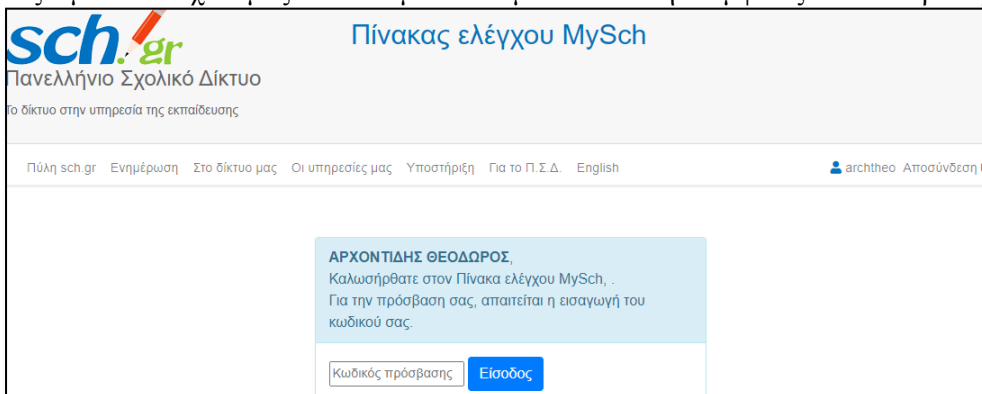 sch.gr
Πίνακας ελέγχου MySch
Πανελλήνιο Σχολικό Δίκτυο
Το δίκτυο στην υπηρεσία της εκπαίδευσης
Πύλη sch.gr Ενημέρωση Στο δίκτυο μας Οι υπηρεσίες μας Υποστήριξη Για το Π.Σ.Δ. English archtheo Αποσύνδεση
ΑΡΧΟΝΤΙΔΗΣ ΘΕΟΔΩΡΟΣ,
Καλωσήρθατε στον Πίνακα ελέγχου MySch, .
Για την πρόσβαση σας, απαιτείται η εισαγωγή του
κωδικού σας.
Κωδικός πρόσβασης Είσοδος